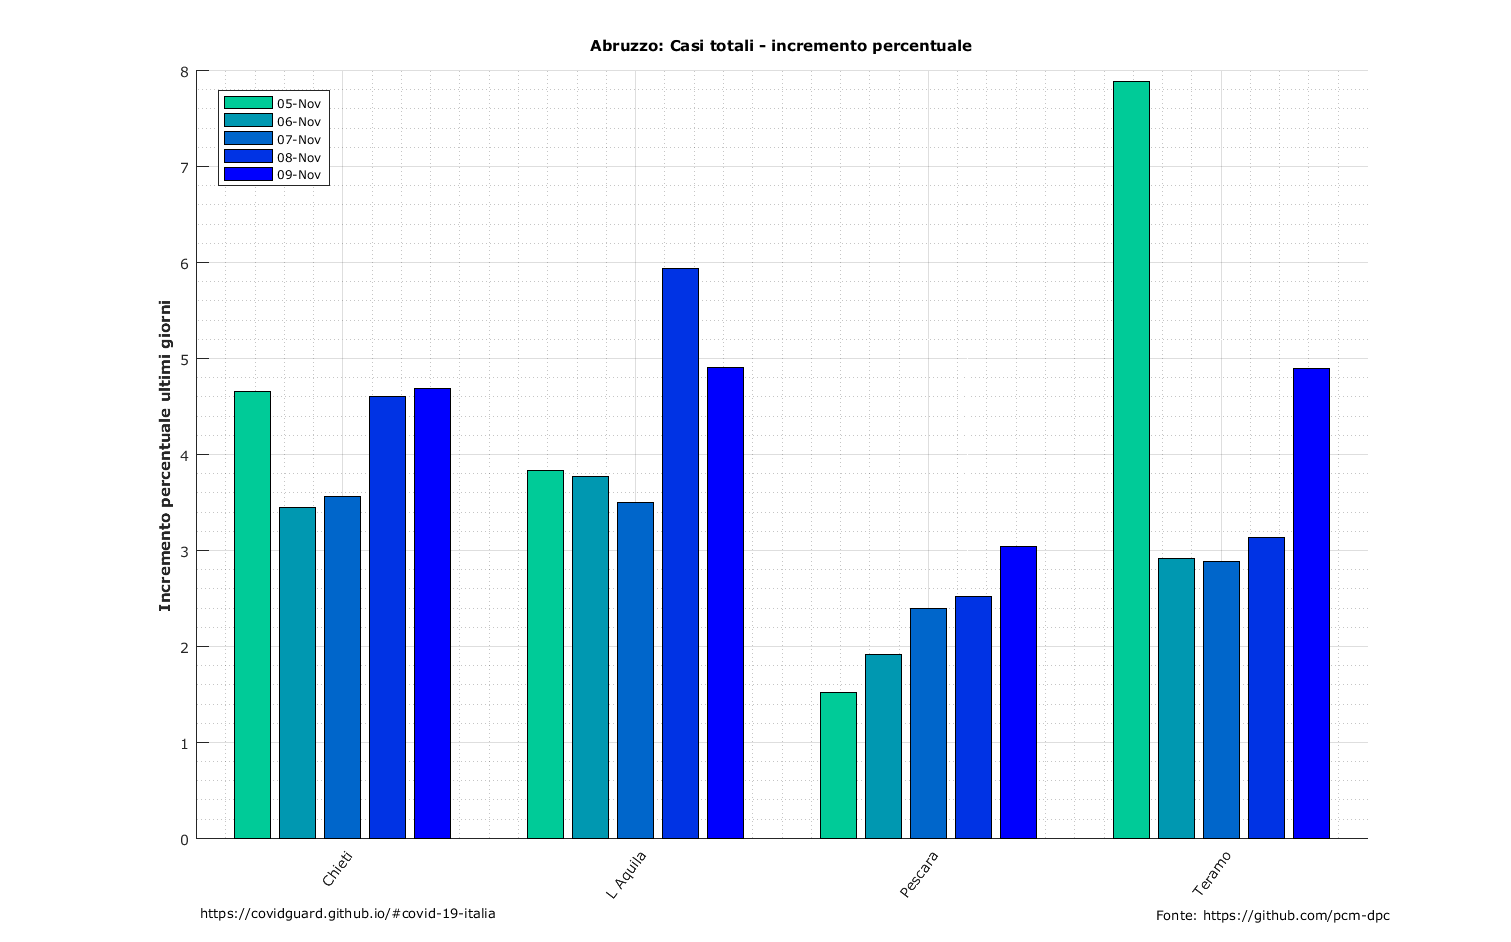 Abruzzo: Casi totali - incremento percentuale
8
7
6
5
4
3
2
1
0
Incremento percentuale ultimi giorni
05-Nov
06-Nov
07-Nov
08-Nov
09-Nov
Chieti
L Aquila
Pescara
Teramo
https://covidguard.github.io/#covid-19-italia
Fonte: https://github.com/pcm-dpc